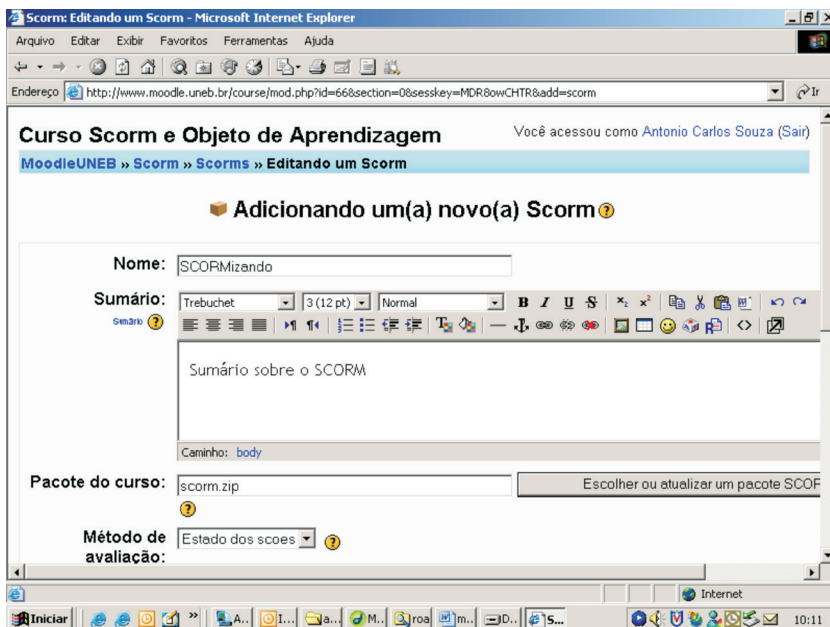 Scorm: Editando um Scorm - Microsoft Internet Explorer
Arquivo Editar Exibir Favoritos Ferramentas Ajuda
Endereço http://www.moodle.uneb.br/course/mod.php?id=66&section=0&sesskey=MDR8owCHTR&add=scorm Ir
Curso Scorm e Objeto de Aprendizagem Você acessou como Antonio Carlos Souza (Sair)
MoodleUNEB » Scorm » Scorms » Editando um Scorm
Adicionando um(a) novo(a) Scorm ?
Nome: SCORMizando
Sumário: Trebuchet 3 (12 pt) Normal B I U S x₂ x²
Sumário ?
Sumário sobre o SCORM
Caminho: body
Pacote do curso: scorm.zip Escolher ou atualizar um pacote SCOR
?
Método de avaliação: Estado dos scoes ?
Internet
Iniciar » A.. I... a... M.. roa m.. D.. S... 10:11